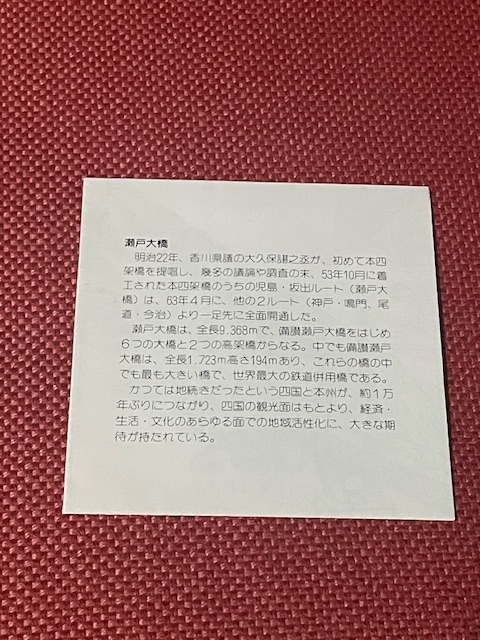 瀬戸大橋
明治22年、香川県議の大久保諶之丞が、初めて本四
架橋を提唱し、幾多の議論や調査の末、53年10月に着
工された本四架橋のうちの児島・坂出ルート（瀬戸大
橋）は、63年4月に、他の2ルート（神戸・鳴門、尾
道・今治）より一足先に全面開通した。
瀬戸大橋は、全長9.368mで、備讃瀬戸大橋をはじめ
6つの大橋と2つの高架橋からなる。中でも備讃瀬戸
大橋は、全長1.723m高さ194mあり、これらの橋の中
でも最も大きい橋で、世界最大の鉄道併用橋である。
かつては地続きだったという四国と本州が、約1万
年ぶりにつながり、四国の観光面はもとより、経済・
生活・文化のあらゆる面での地域活性化に、大きな期
待が持たれている。